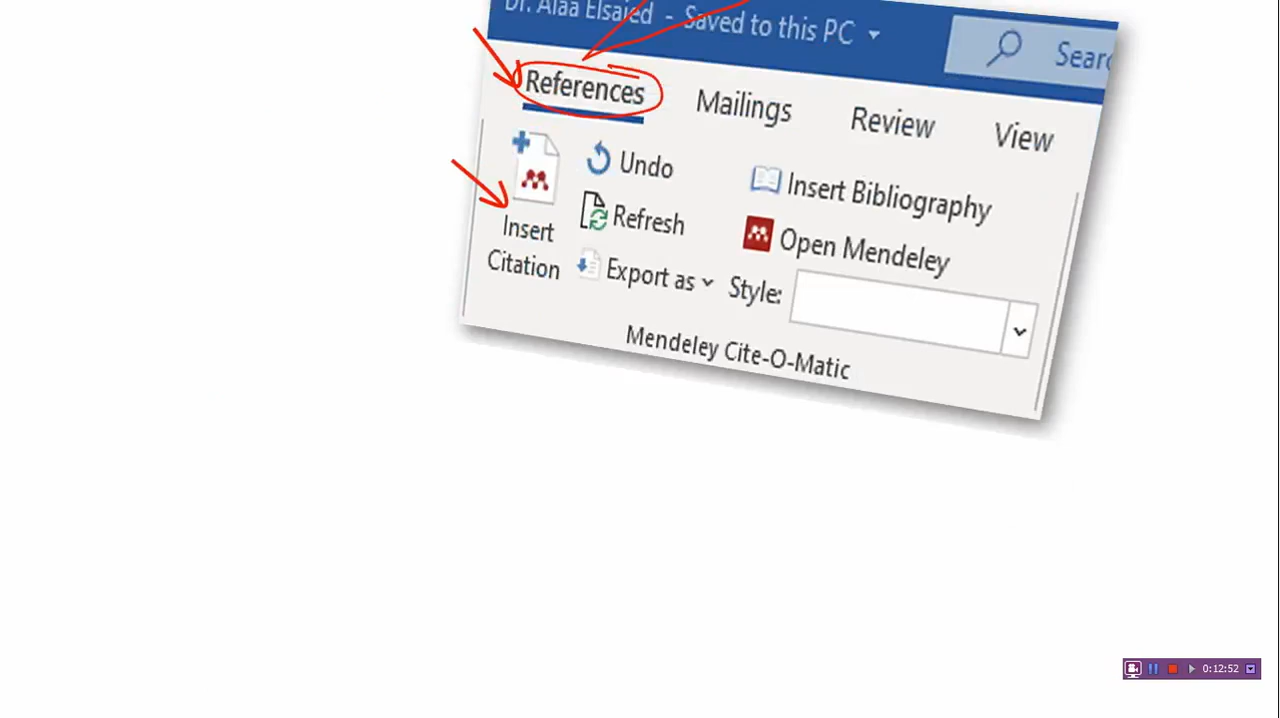 Dr. Alaa Elsaied - Saved to this PC
Sear
References Mailings Review View
Insert Citation
Undo
Refresh
Export as
Insert Bibliography
Open Mendeley
Style:
Mendeley Cite-O-Matic
0:12:52